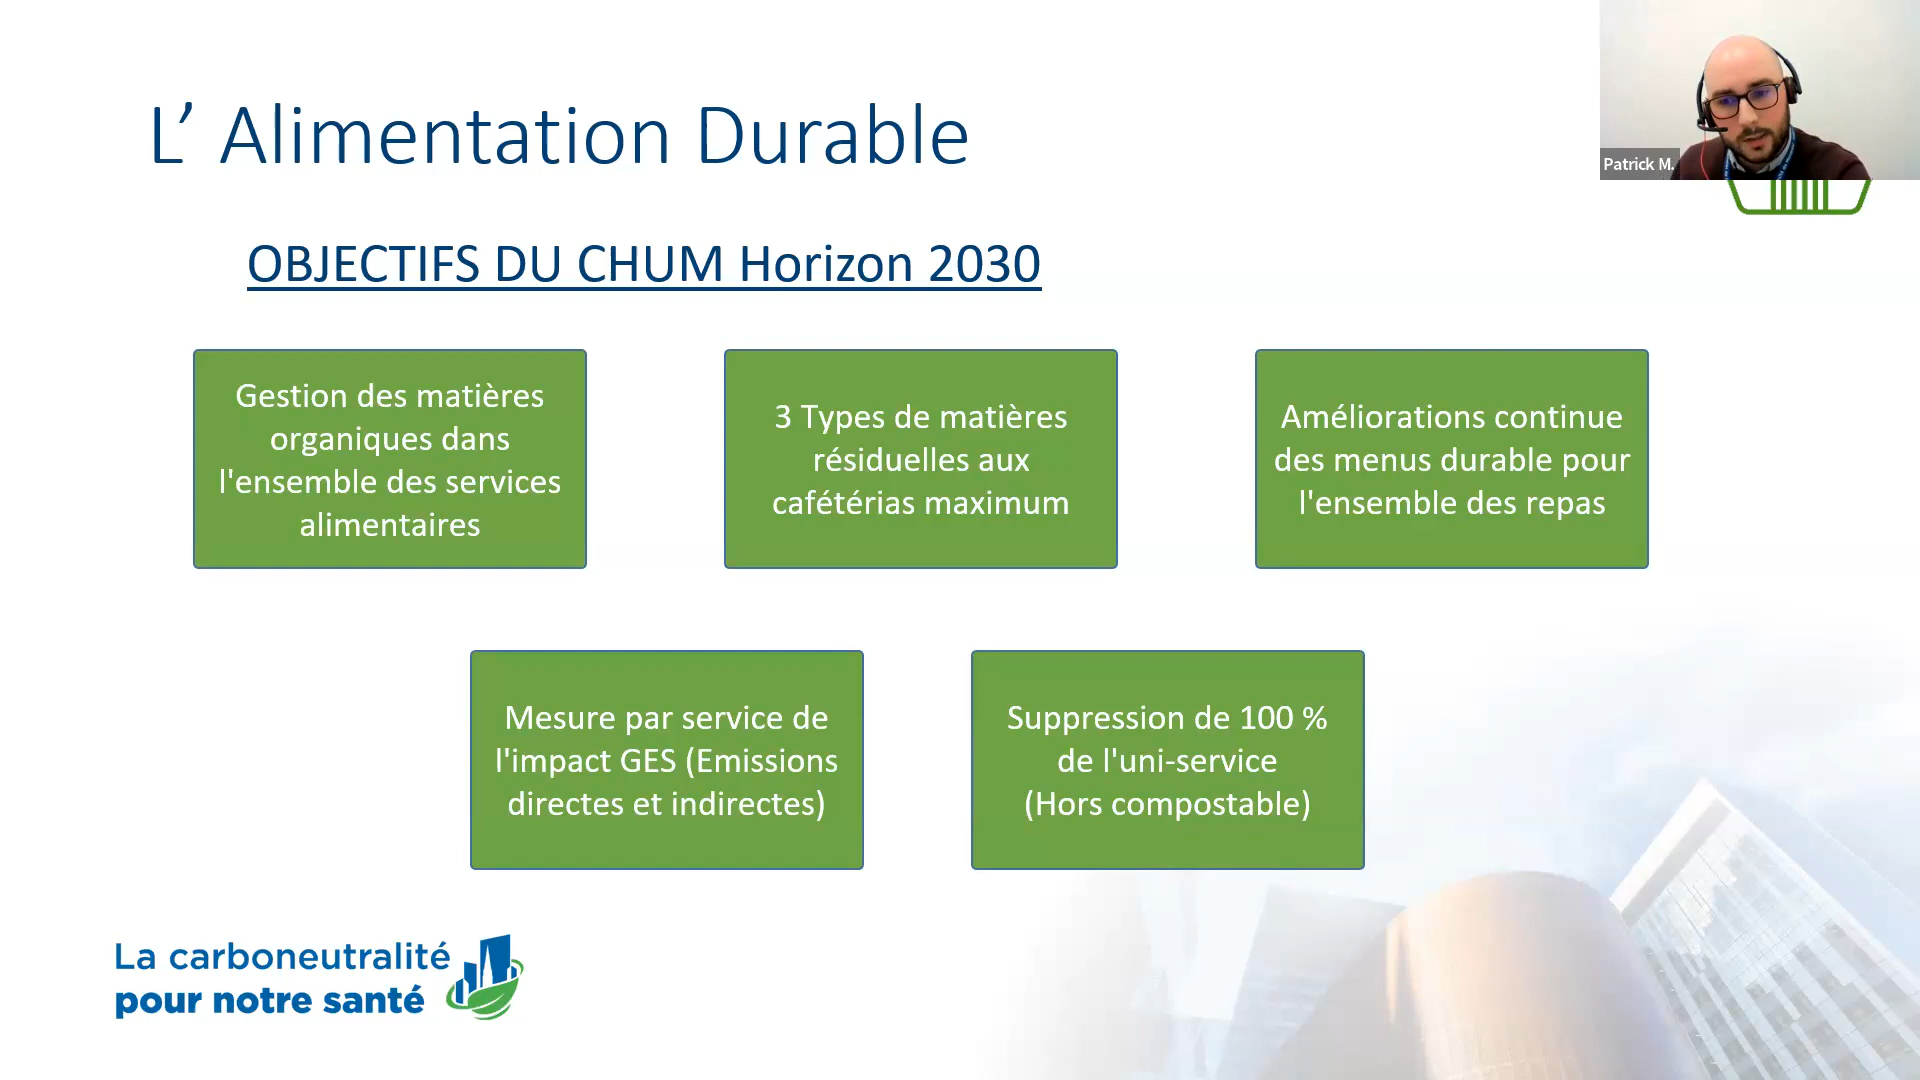 L’ Alimentation Durable
Patrick M.
OBJECTIFS DU CHUM Horizon 2030
Gestion des matières
organiques dans
l'ensemble des services
alimentaires
3 Types de matières
résiduelles aux
cafétérias maximum
Améliorations continue
des menus durable pour
l'ensemble des repas
Mesure par service de
l'impact GES (Emissions
directes et indirectes)
Suppression de 100 %
de l'uni-service
(Hors compostable)
La carboneutralité
pour notre santé